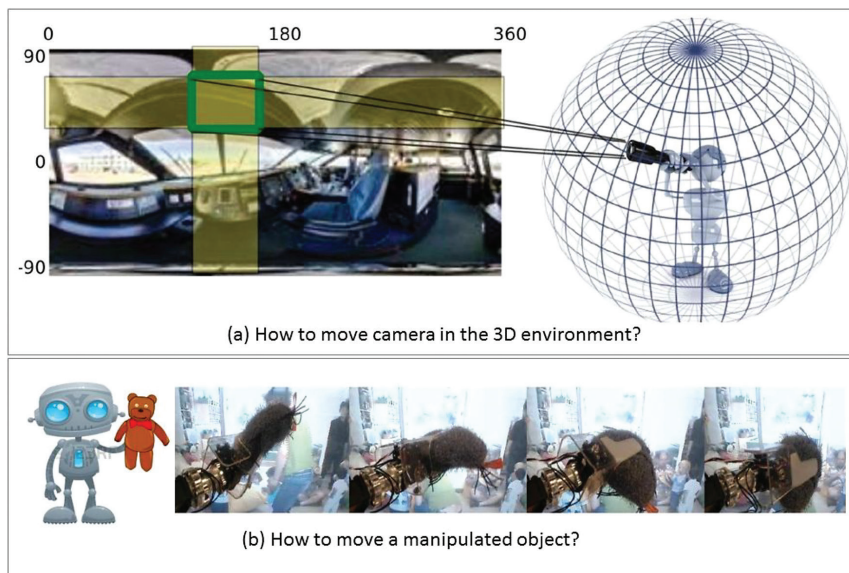 0 180 360
90
0
-90
(a) How to move camera in the 3D environment?
(b) How to move a manipulated object?